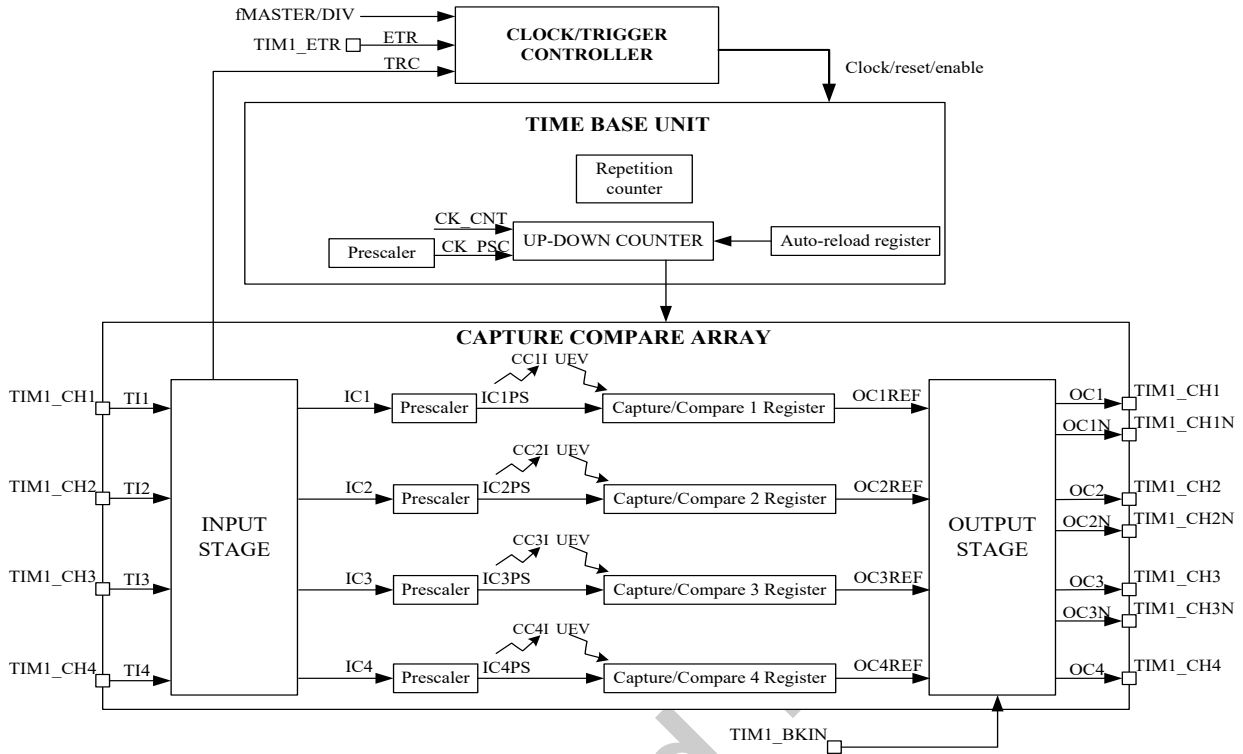 fMASTER/DIV
TIM1_ETR
ETR
TRC
CLOCK/TRIGGER
CONTROLLER
Clock/reset/enable
TIME BASE UNIT
Repetition
counter
CK_CNT
UP-DOWN COUNTER
Auto-reload register
Prescaler
CK_PSC
CAPTURE COMPARE ARRAY
CC1I UEV
TIM1_CH1
TI1
IC1
Prescaler
IC1PS
Capture/Compare 1 Register
OC1REF
OC1
TIM1_CH1
OC1N
TIM1_CH1N
CC2I UEV
TIM1_CH2
TI2
IC2
Prescaler
IC2PS
Capture/Compare 2 Register
OC2REF
OC2
TIM1_CH2
OC2N
TIM1_CH2N
INPUT
STAGE
OUTPUT
STAGE
CC3I UEV
TIM1_CH3
TI3
IC3
Prescaler
IC3PS
Capture/Compare 3 Register
OC3REF
OC3
TIM1_CH3
OC3N
TIM1_CH3N
CC4I UEV
TIM1_CH4
TI4
IC4
Prescaler
IC4PS
Capture/Compare 4 Register
OC4REF
OC4
TIM1_CH4
TIM1_BKIN